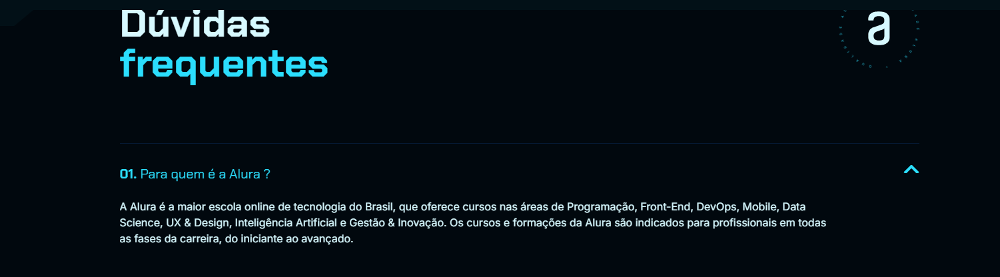 Dúvidas
frequentes
a
01. Para quem é a Alura ?
A Alura é a maior escola online de tecnologia do Brasil, que oferece cursos nas áreas de Programação, Front-End, DevOps, Mobile, Data
Science, UX & Design, Inteligência Artificial e Gestão & Inovação. Os cursos e formações da Alura são indicados para profissionais em todas
as fases da carreira, do iniciante ao avançado.